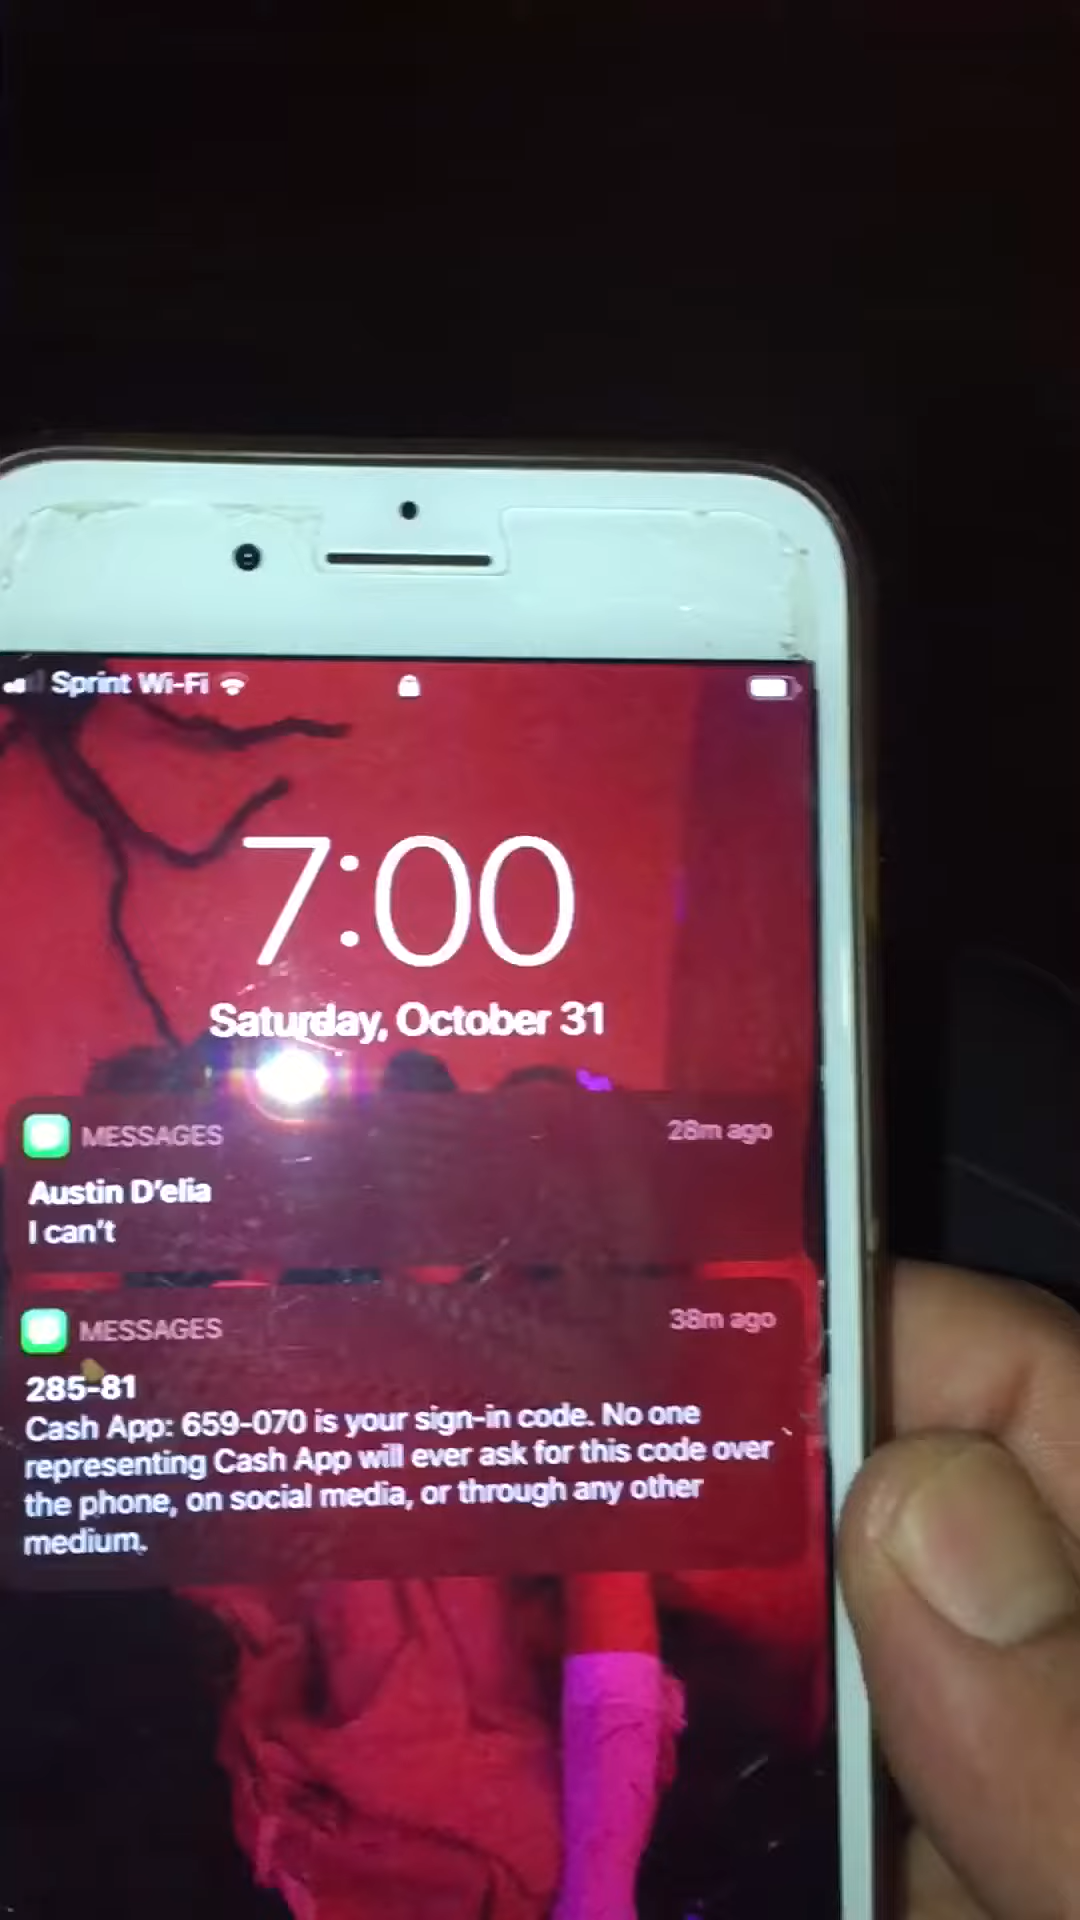 Sprint Wi-Fi
7:00
Saturday, October 31
MESSAGES
28m ago
Austin D'elia
I can't
MESSAGES
38m ago
285-81
Cash App: 659-070 is your sign-in code. No one
representing Cash App will ever ask for this code over
the phone, on social media, or through any other
medium.